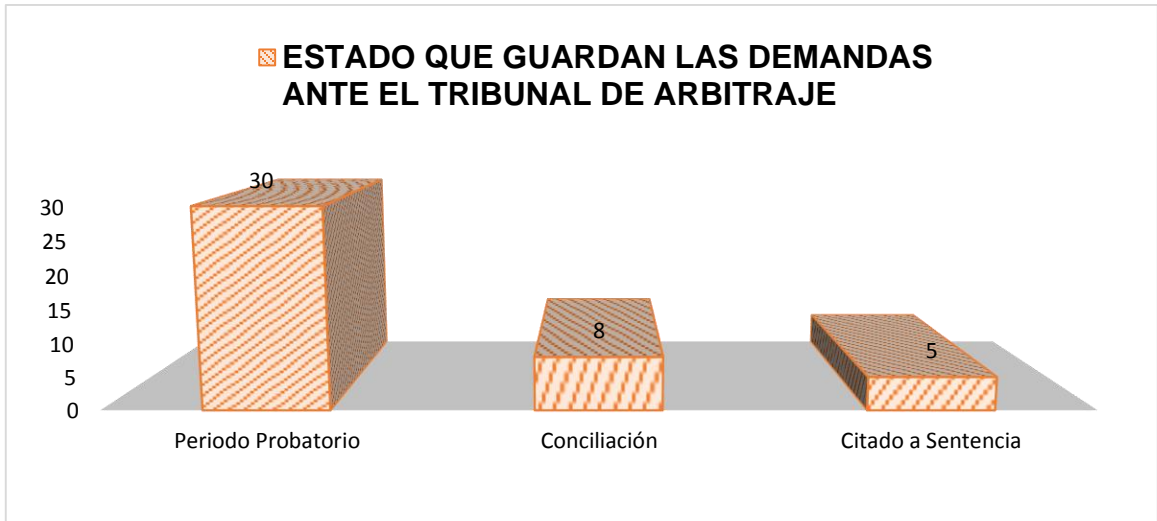 ESTADO QUE GUARDAN LAS DEMANDAS
ANTE EL TRIBUNAL DE ARBITRAJE
30
30
25
20
15
10
5
0
8
5
Periodo Probatorio
Conciliación
Citado a Sentencia